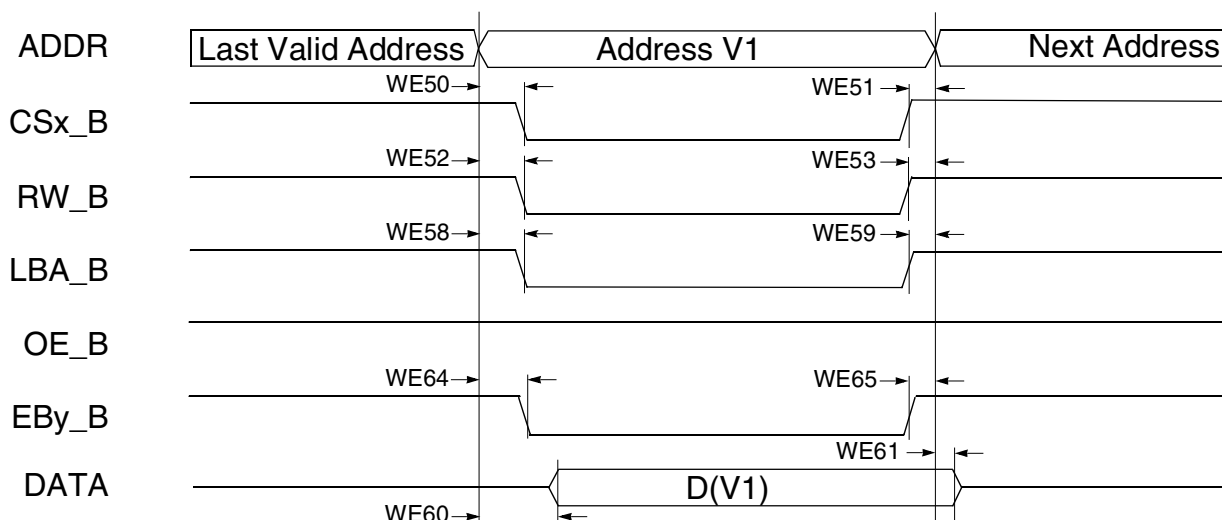 ADDR Last Valid Address Address V1 Next Address
WE50 WE51
CSx_B
WE52 WE53
RW_B
WE58 WE59
LBA_B
OE_B
WE64 WE65
EBy_B
WE61
DATA D(V1)
WE60